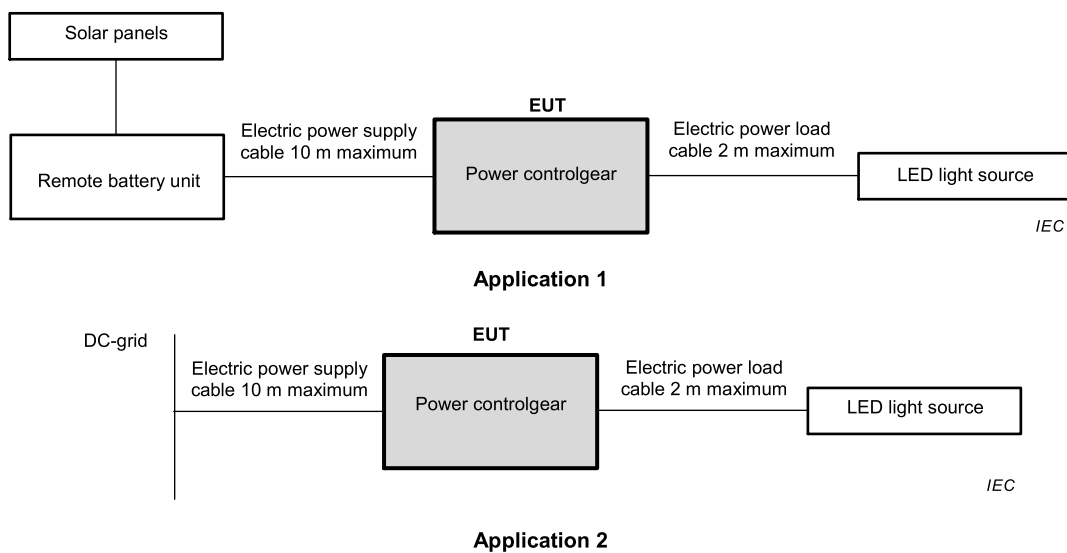 Solar panels
EUT
Electric power supply
cable 10 m maximum
Electric power load
cable 2 m maximum
Remote battery unit
Power controlgear
LED light source
IEC
Application 1
DC-grid
EUT
Electric power supply
cable 10 m maximum
Electric power load
cable 2 m maximum
Power controlgear
LED light source
IEC
Application 2